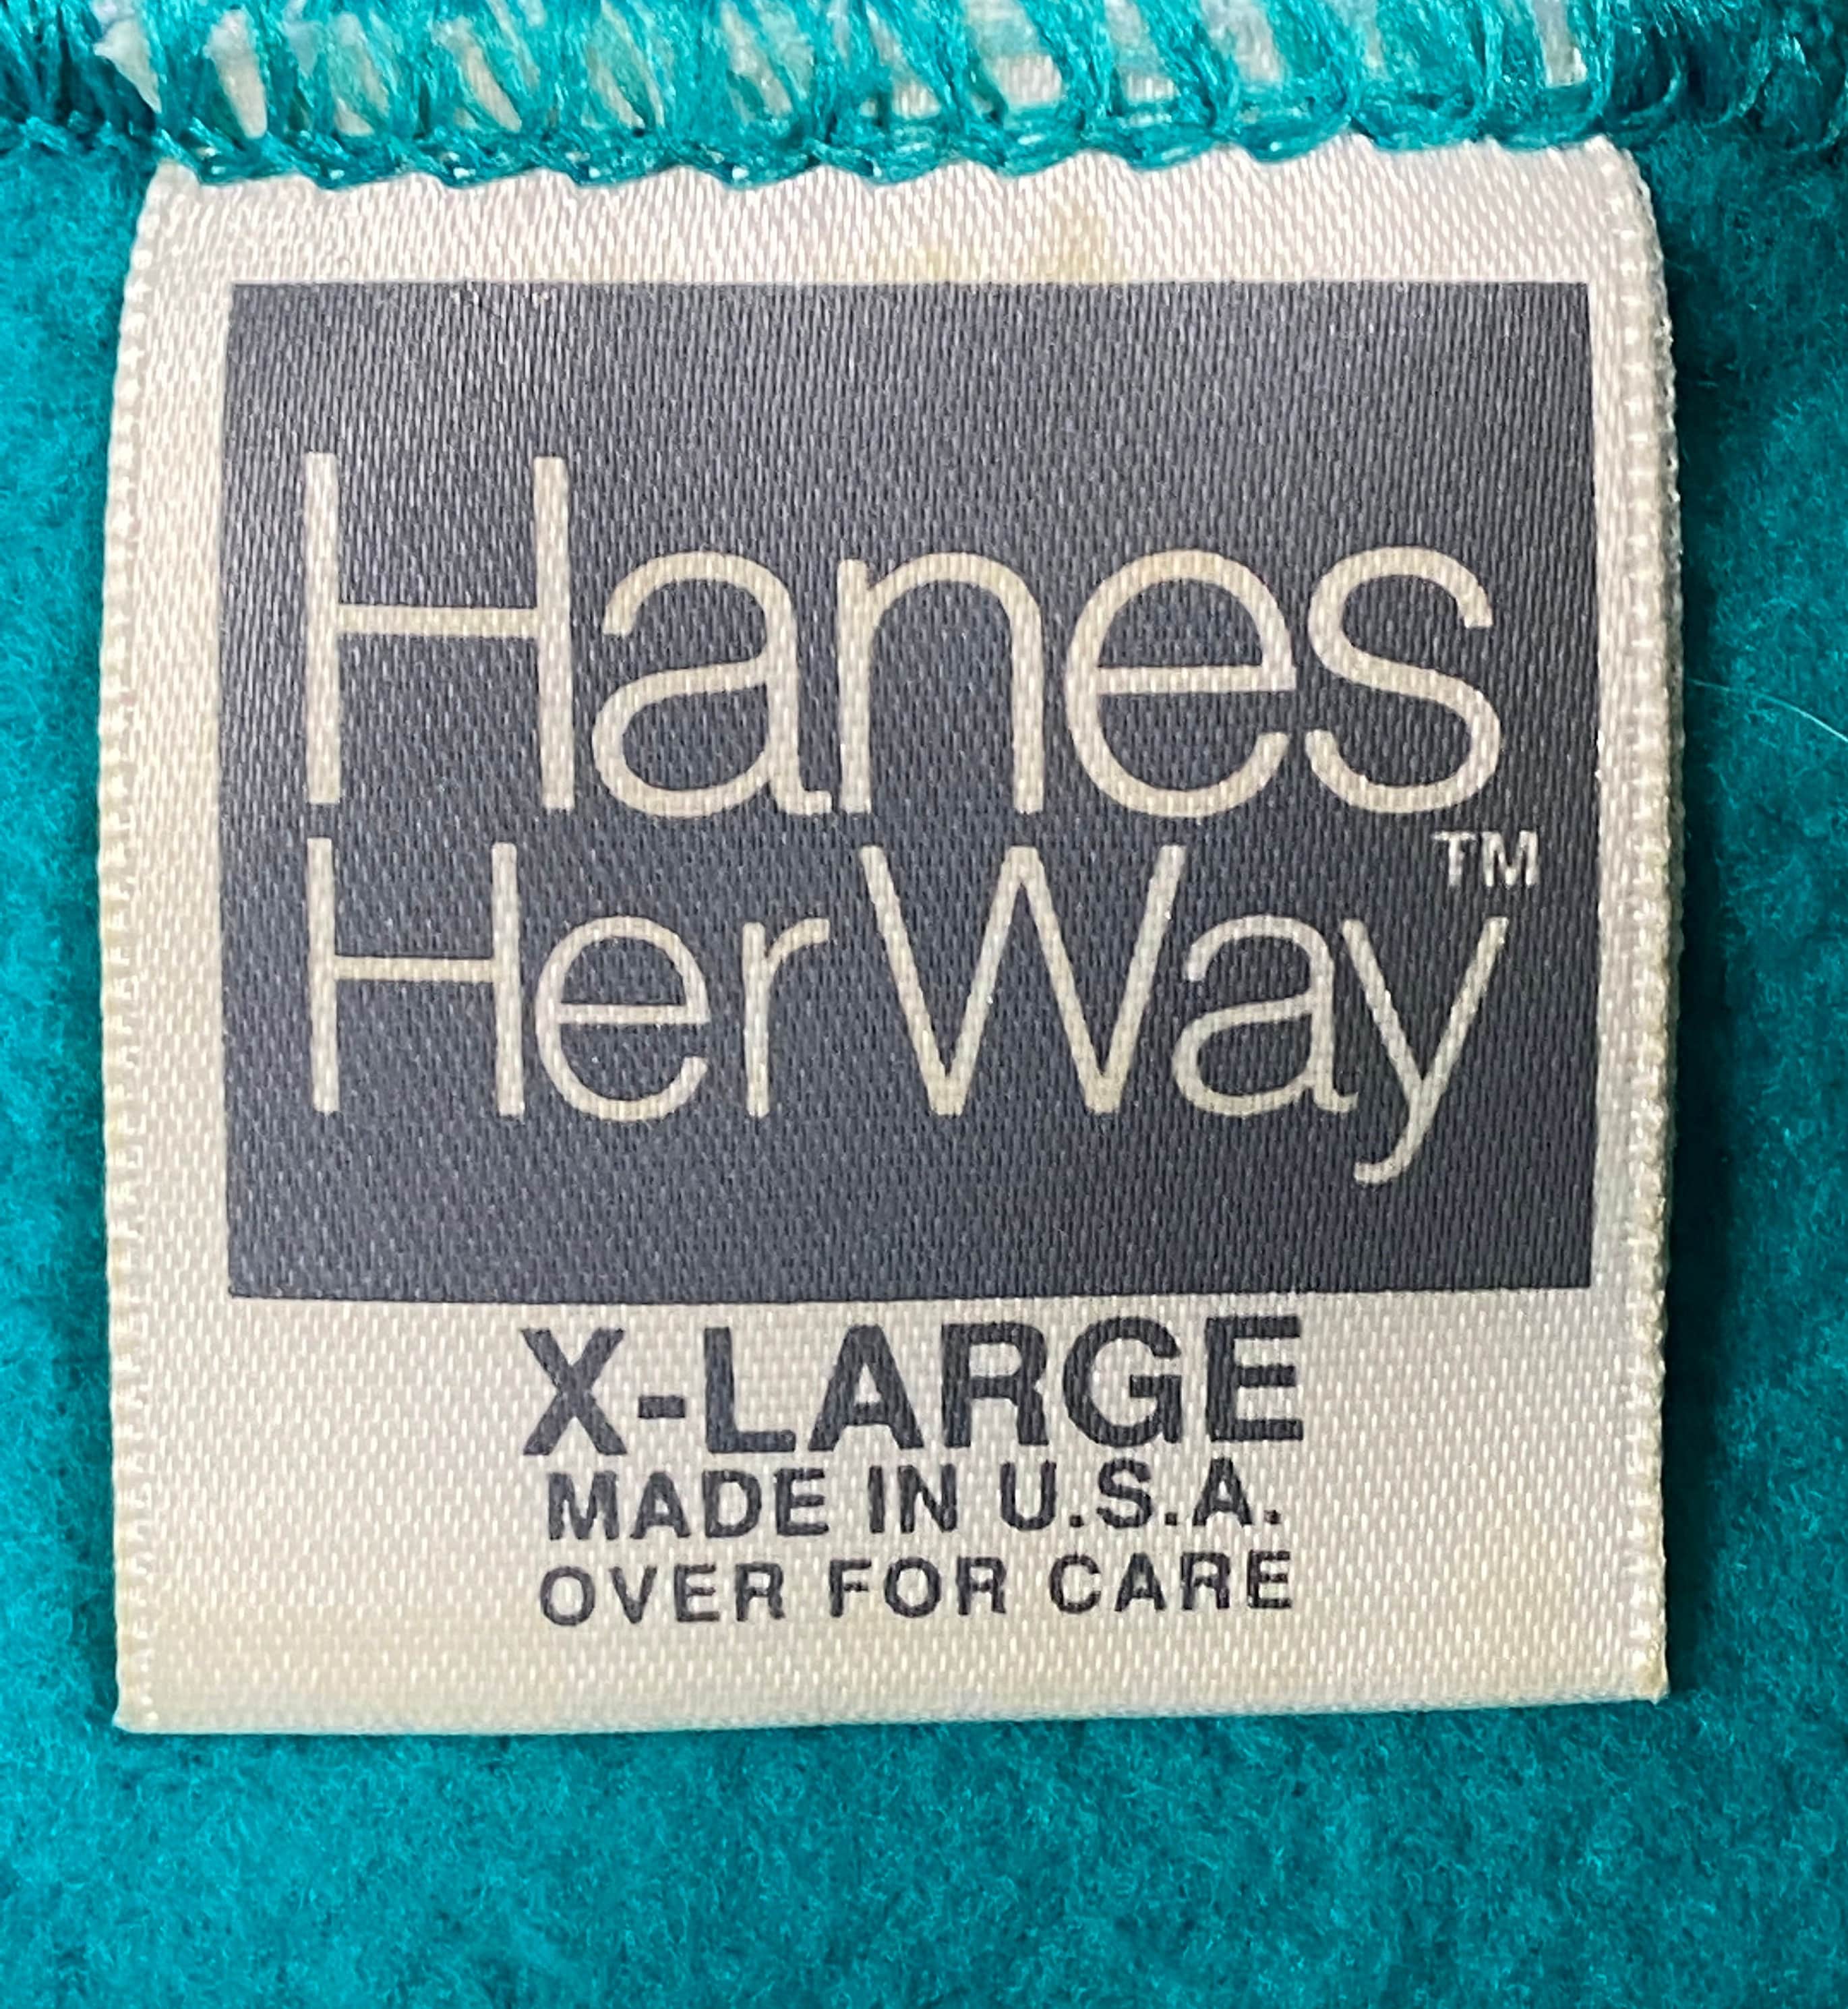 Hanes
Her Way™
X-LARGE
MADE IN U.S.A.
OVER FOR CARE